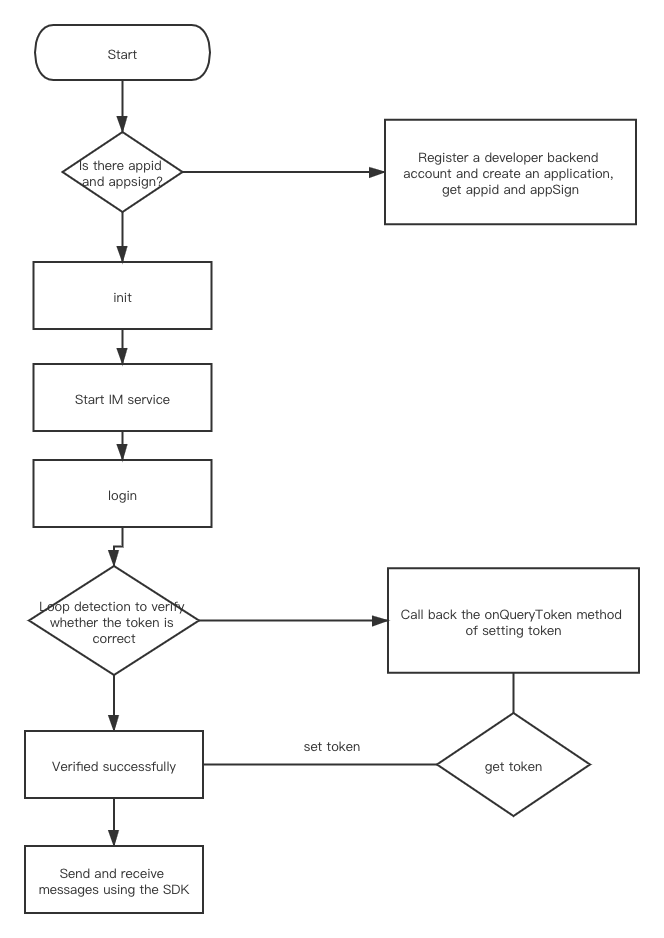 Start
Is there appid
and appsign?
Register a developer backend
account and create an application,
get appid and appSign
init
Start IM service
login
Loop detection to verify
whether the token is
correct
Call back the onQueryToken method
of setting token
set token
Verified successfully
get token
Send and receive
messages using the SDK